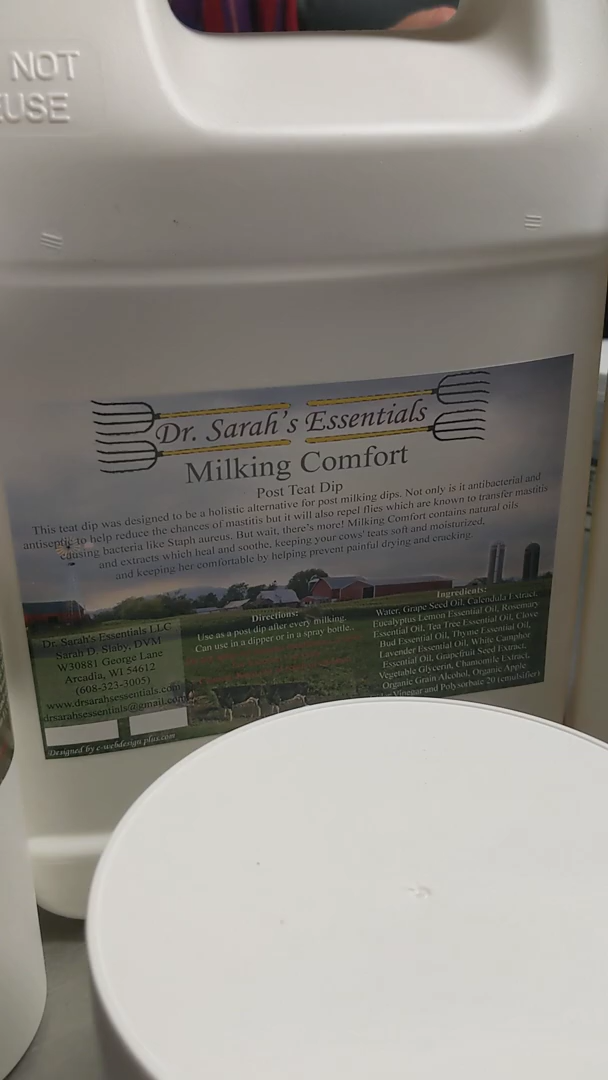 NOT
EUSE
Dr. Sarah's Essentials
Milking Comfort
Post Teat Dip
This teat dip was designed to be a holistic alternative for post milking dips. Not only is it antibacterial and
antiseptic to help reduce the chances of mastitis but it will also repel flies which are known to transfer mastitis
causing bacteria like Staph aureus. But wait, there's more! Milking Comfort contains natural oils
and extracts which heal and soothe, keeping your cows' teats soft and moisturized,
and keeping her comfortable by helping prevent painful drying and cracking.
Dr. Sarah's Essentials LLC
Sarah D. Slaby, DVM
W30881 George Lane
Arcadia, WI 54612
(608-323-3005)
www.drsarahsessentials.com
drsarahsessentials@gmail.com
Designed by c-webdesign plus.com
Directions:
Use as a post dip after every milking.
Can use in a dipper or in a spray bottle.
Ingredients:
Water, Grape Seed Oil, Calendula Extract,
Eucalyptus Lemon Essential Oil, Rosemary
Essential Oil, Tea Tree Essential Oil, Clove
Bud Essential Oil, Thyme Essential Oil,
Lavender Essential Oil, White Camphor
Essential Oil, Grapefruit Seed Extract,
Vegetable Glycerin, Chamomile Extract,
Organic Grain Alcohol, Organic Apple
Vinegar and Polysorbate 20 (emulsifier)